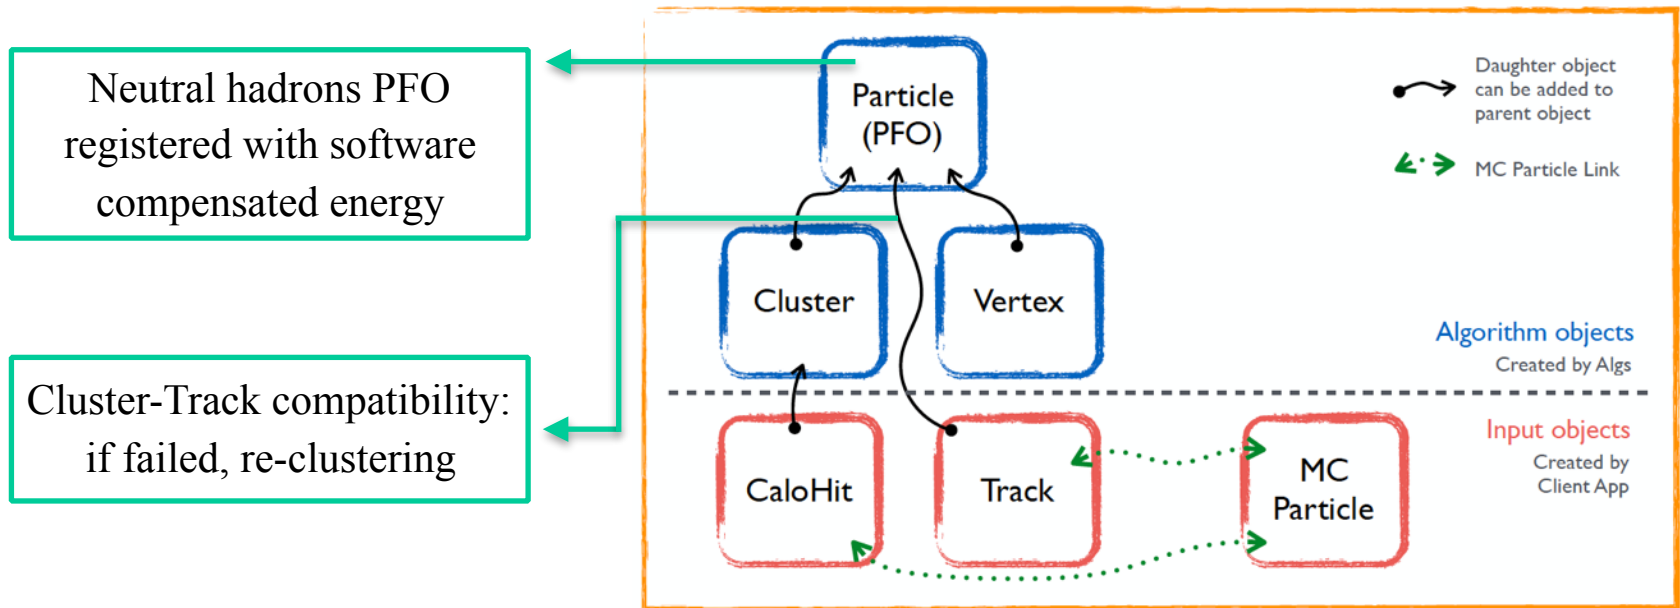 Neutral hadrons PFO
registered with software
compensated energy
Cluster-Track compatibility:
if failed, re-clustering
Particle
(PFO)
Daughter object
can be added to
parent object
MC Particle Link
Cluster
Vertex
Algorithm objects
Created by Algs
CaloHit
Track
MC
Particle
Input objects
Created by
Client App